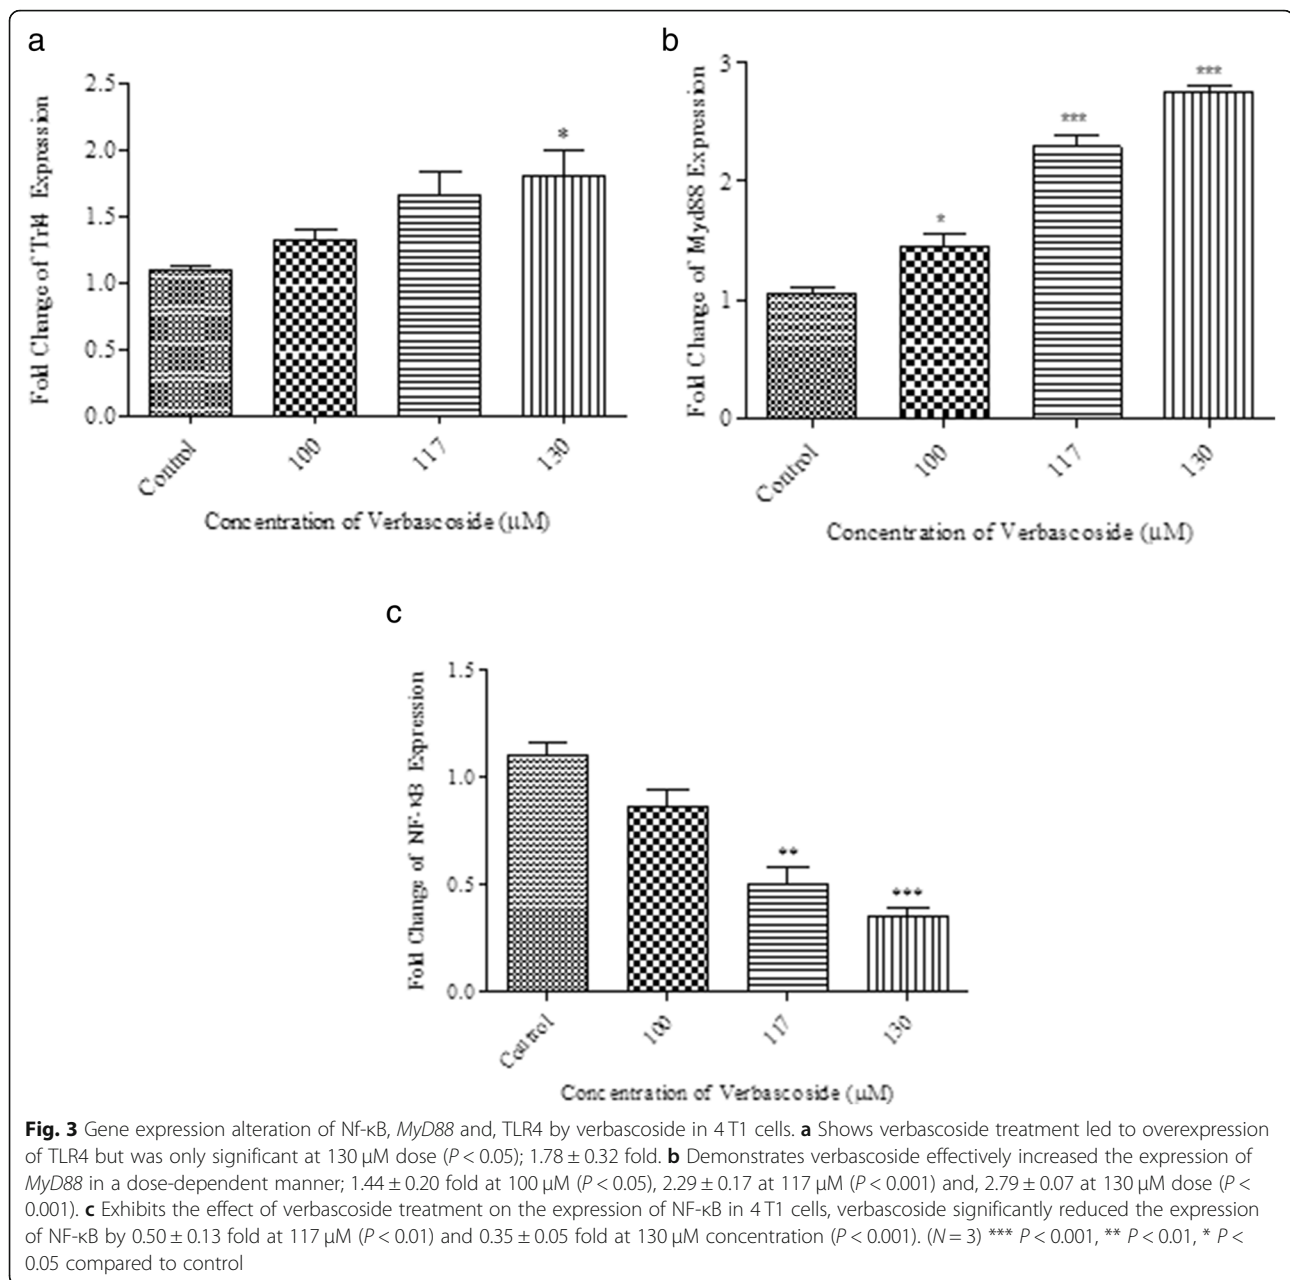 a
Fold Change of Trl4 Expression
2.5
2.0
1.5
1.0
0.5
0.0
*
Control
100
117
130
Concentration of Verbascoside (µM)
b
Fold Change of Myd88 Expression
3
2
1
0
*
***
***
Control
100
117
130
Concentration of Verbascoside (µM)
c
Fold Change of NF-κB Expression
1.5
1.0
0.5
0.0
**
***
Control
100
117
130
Concentration of Verbascoside (µM)
Fig. 3 Gene expression alteration of Nf-κB, MyD88 and, TLR4 by verbascoside in 4 T1 cells. a Shows verbascoside treatment led to overexpression
of TLR4 but was only significant at 130 µM dose (P < 0.05); 1.78 ± 0.32 fold. b Demonstrates verbascoside effectively increased the expression of
MyD88 in a dose-dependent manner; 1.44 ± 0.20 fold at 100 µM (P < 0.05), 2.29 ± 0.17 at 117 µM (P < 0.001) and, 2.79 ± 0.07 at 130 µM dose (P <
0.001). c Exhibits the effect of verbascoside treatment on the expression of NF-κB in 4 T1 cells, verbascoside significantly reduced the expression
of NF-κB by 0.50 ± 0.13 fold at 117 µM (P < 0.01) and 0.35 ± 0.05 fold at 130 µM concentration (P < 0.001). (N = 3) *** P < 0.001, ** P < 0.01, * P <
0.05 compared to control